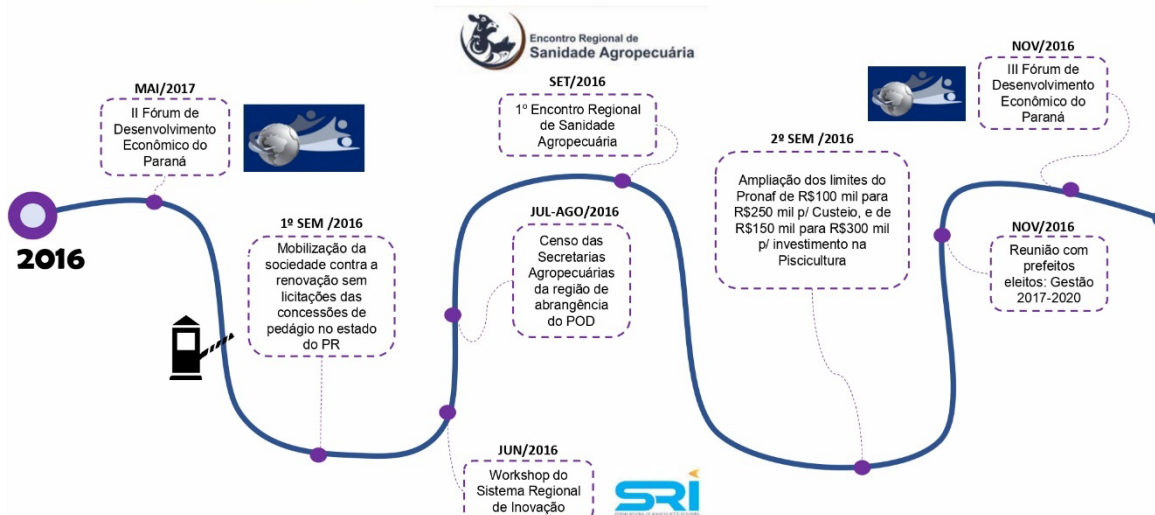 Encontro Regional de
Sanidade Agropecuária
MAI/2017
II Fórum de
Desenvolvimento
Econômico do
Paraná
2016
1º SEM /2016
Mobilização da
sociedade contra a
renovação sem
licitações das
concessões de
pedágio no estado
do PR
SET/2016
1º Encontro Regional
de Sanidade
Agropecuária
JUL-AGO/2016
Censo das
Secretarias
Agropecuárias
da região de
abrangência
do POD
JUN/2016
Workshop do
Sistema Regional
de Inovação
SRI
2º SEM /2016
Ampliação dos limites do
Pronaf de R$100 mil para
R$250 mil p/ Custeio, e de
R$150 mil para R$300 mil
p/ investimento na
Piscicultura
NOV/2016
III Fórum de
Desenvolvimento
Econômico do
Paraná
NOV/2016
Reunião com
prefeitos
eleitos: Gestão
2017-2020